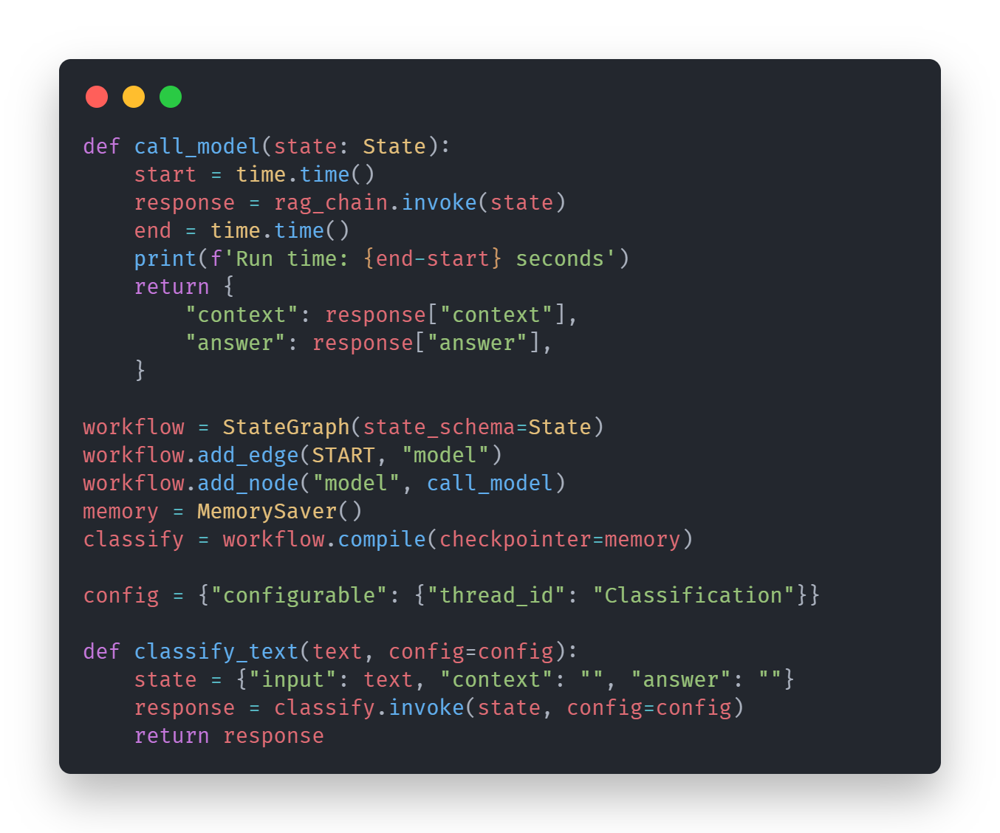 def call_model(state: State):
    start = time.time()
    response = rag_chain.invoke(state)
    end = time.time()
    print(f'Run time: {end-start} seconds')
    return {
        "context": response["context"],
        "answer": response["answer"],
    }

workflow = StateGraph(state_schema=State)
workflow.add_edge(START, "model")
workflow.add_node("model", call_model)
memory = MemorySaver()
classify = workflow.compile(checkpointer=memory)

config = {"configurable": {"thread_id": "Classification"}}

def classify_text(text, config=config):
    state = {"input": text, "context": "", "answer": ""}
    response = classify.invoke(state, config=config)
    return response